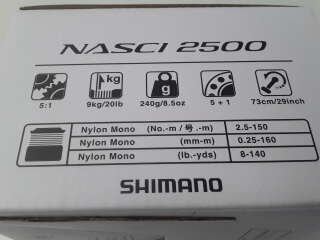 NASCI 2500
kg
g
5:1 9kg/20lb 240g/8.5oz 5 + 1 73cm/29inch
Nylon Mono (No.-m / 号.-m) 2.5-150
Nylon Mono (mm-m) 0.25-160
Nylon Mono (lb.-yds) 8-140
SHIMANO